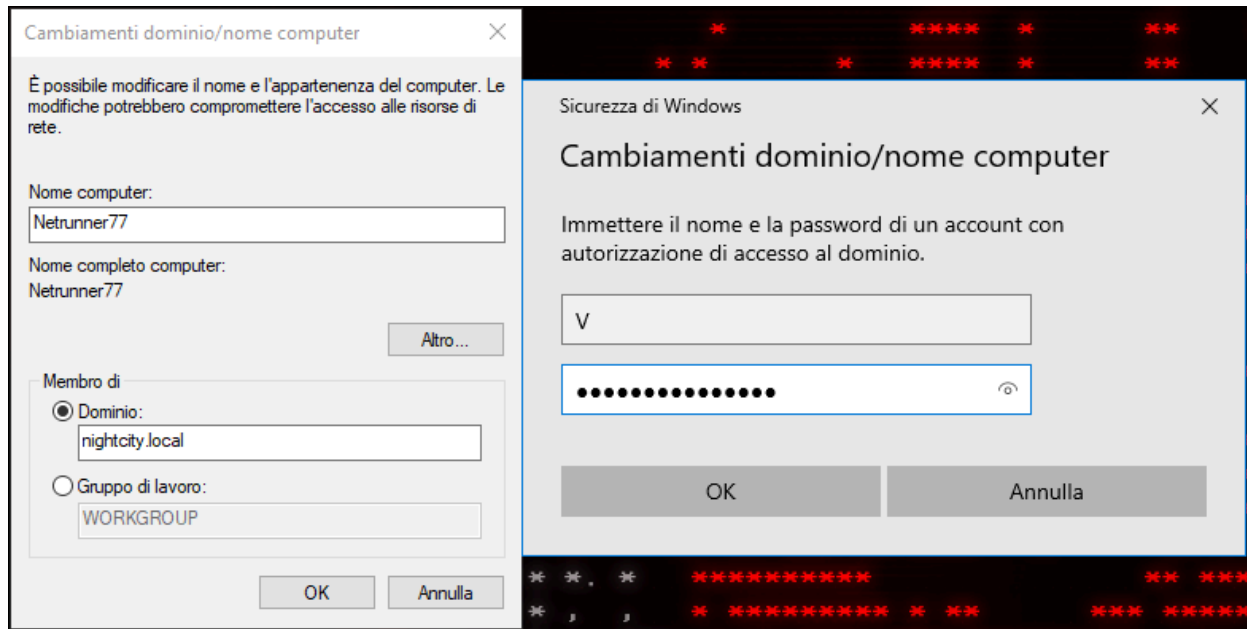 Cambiamenti dominio/nome computer
È possibile modificare il nome e l'appartenenza del computer. Le
modifiche potrebbero compromettere l'accesso alle risorse di
rete.
Nome computer:
Netrunner77
Nome completo computer:
Netrunner77
Altro...
Membro di
Dominio:
nightcity.local
Gruppo di lavoro:
WORKGROUP
OK
Annulla
Sicurezza di Windows
Cambiamenti dominio/nome computer
Immettere il nome e la password di un account con
autorizzazione di accesso al dominio.
V
●●●●●●●●●●●●●●●
OK
Annulla